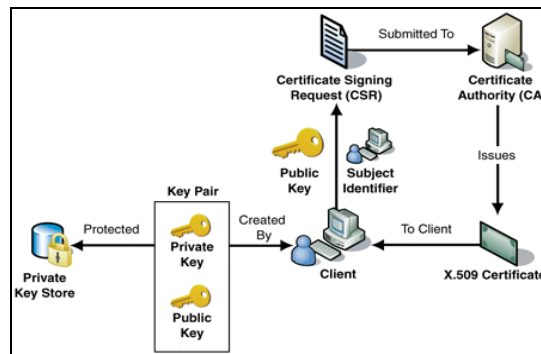 Submitted To
Certificate Signing
Request (CSR)
Certificate
Authority (CA
Public
Key
Subject
Identifier
Issues
Key Pair
Protected
Private
Key
Created
By
To Client
Private
Key Store
Public
Key
Client
X.509 Certificate